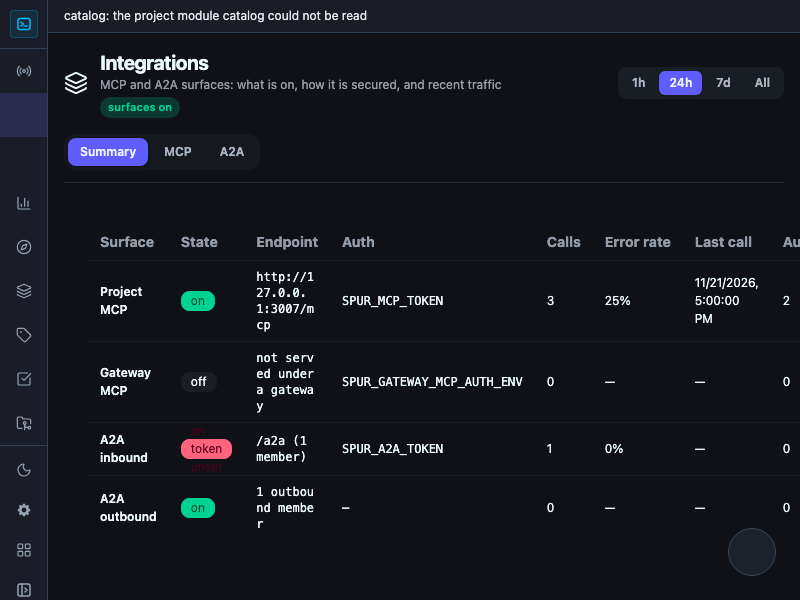 catalog: the project module catalog could not be read
Integrations
MCP and A2A surfaces: what is on, how it is secured, and recent traffic
surfaces on
1h 24h 7d All
Summary MCP A2A
Surface State Endpoint Auth Calls Error rate Last call Au
Project MCP
on
http://1
27.0.0.
1:3007/m
cp
SPUR_MCP_TOKEN
3
25%
11/21/2026,
5:00:00
PM
2
Gateway MCP
off
not serv
ed under
a gatewa
y
SPUR_GATEWAY_MCP_AUTH_ENV
0
—
—
0
A2A
inbound
on
token
unset
/a2a (1
member)
SPUR_A2A_TOKEN
1
0%
—
0
A2A
outbound
on
1 outbou
nd membe
r
—
0
—
—
0